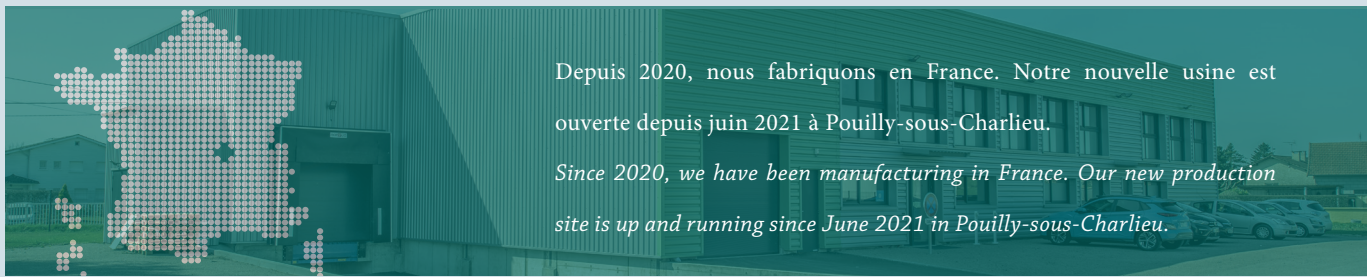 Depuis 2020, nous fabriquons en France. Notre nouvelle usine est
ouverte depuis juin 2021 à Pouilly-sous-Charlieu.
Since 2020, we have been manufacturing in France. Our new production
site is up and running since June 2021 in Pouilly-sous-Charlieu.